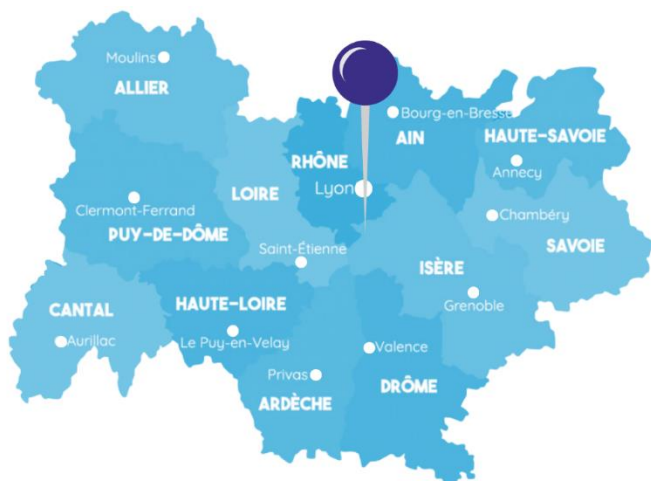 Moulins
ALLIER
Bourg-en-Bresse
AIN
HAUTE-SAVOIE
Annecy
RHÔNE
Lyon
LOIRE
Clermont-Ferrand
PUY-DE-DÔME
Chambéry
SAVOIE
Saint-Étienne
ISÈRE
Grenoble
CANTAL
Aurillac
HAUTE-LOIRE
Le Puy-en-Velay
Valence
Privas
ARDÈCHE
DRÔME